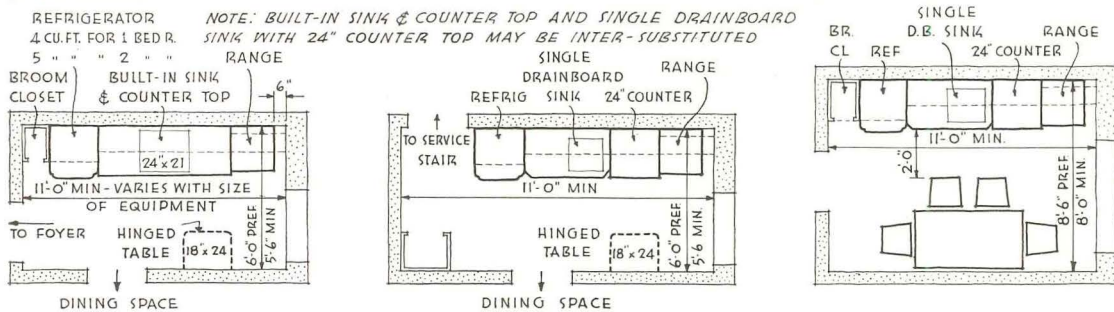 REFRIGERATOR
4 CU.FT. FOR 1 BED R.
5 " " " 2 " "
NOTE: BUILT-IN SINK & COUNTER TOP AND SINGLE DRAINBOARD
SINK WITH 24" COUNTER TOP MAY BE INTER-SUBSTITUTED
BROOM
CLOSET
BUILT-IN SINK
& COUNTER TOP
RANGE
6"
24"x 21
11'-0" MIN - VARIES WITH SIZE
OF EQUIPMENT
TO FOYER
HINGED
TABLE
18"x 24
6'-0" PREF
5'-6" MIN.
DINING SPACE
SINGLE
DRAINBOARD
SINK
REFRIG
24" COUNTER
RANGE
TO SERVICE
STAIR
11'-0" MIN
HINGED
TABLE
18"x 24
6'-0" PREF
5'-6 MIN.
DINING SPACE
SINGLE
D.B. SINK
BR.
CL
REF
24" COUNTER
RANGE
11'-0" MIN.
2'-0"
8'-6" PREF
8'-0" MIN.